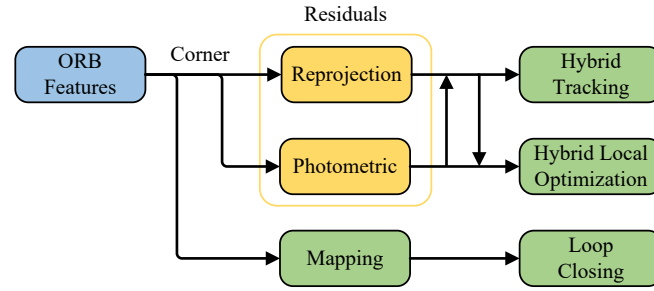 Residuals
ORB
Features
Corner
Reprojection
Hybrid
Tracking
Photometric
Hybrid Local
Optimization
Mapping
Loop
Closing